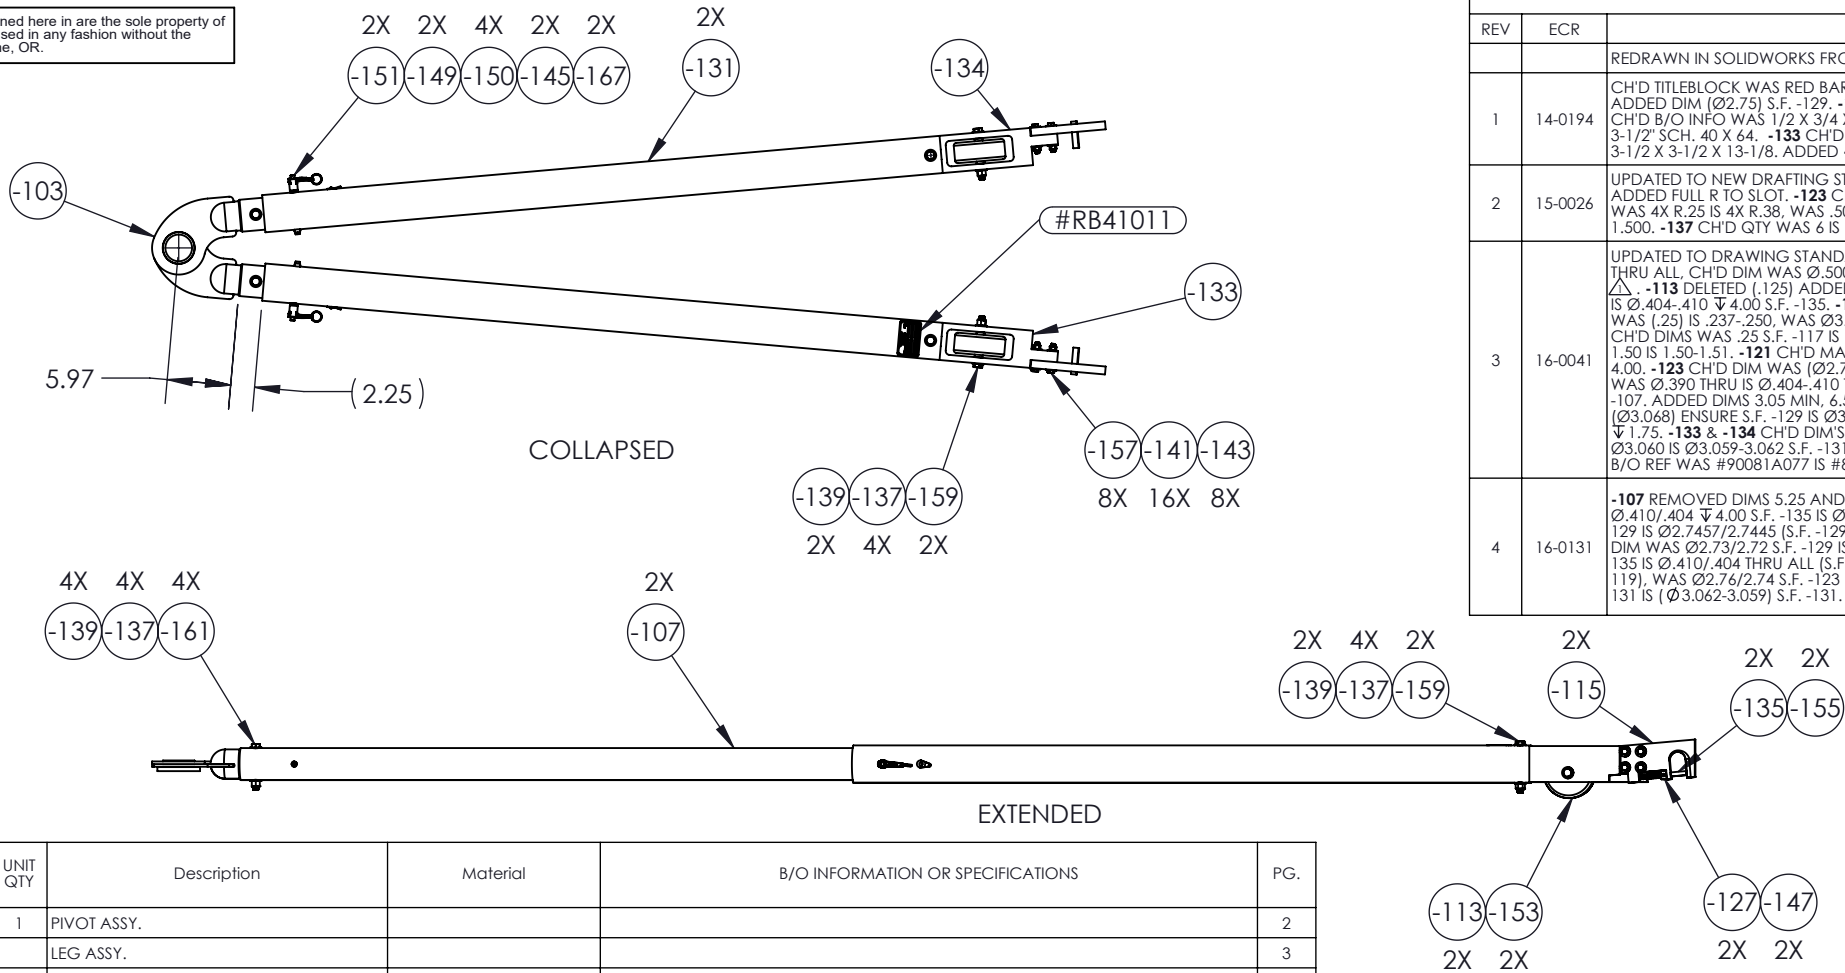 ned here in are the sole property of
sed in any fashion without the
ne, OR.
2X 2X 4X 2X 2X
-151 -149 -150 -145 -167
2X
-131
-134
-103
#RB41011
-133
5.97
(2.25)
COLLAPSED
-157 -141 -143
8X 16X 8X
-139 -137 -159
2X 4X 2X
4X 4X 4X
-139 -137 -161
2X
-107
2X 4X 2X
-139 -137 -159
2X
-115
2X 2X
-135 -155
EXTENDED
-113 -153
2X 2X
-127 -147
2X 2X
REV ECR
REDRAWN IN SOLIDWORKS FRO
1 14-0194
CH'D TITLEBLOCK WAS RED BAR
ADDED DIM (Ø2.75) S.F. -129. -
CH'D B/O INFO WAS 1/2 X 3/4 X
3-1/2" SCH. 40 X 64. -133 CH'D
3-1/2 X 3-1/2 X 13-1/8. ADDED
2 15-0026
UPDATED TO NEW DRAFTING ST
ADDED FULL R TO SLOT. -123 C
WAS 4X R.25 IS 4X R.38, WAS .50
1.500. -137 CH'D QTY WAS 6 IS
3 16-0041
UPDATED TO DRAWING STAND
THRU ALL, CH'D DIM WAS Ø.500
1 . -113 DELETED (.125) ADDE
IS Ø.404-.410 ↧ 4.00 S.F. -135. -
WAS (.25) IS .237-.250, WAS Ø3.
CH'D DIMS WAS .25 S.F. -117 IS
1.50 IS 1.50-1.51. -121 CH'D MA
4.00. -123 CH'D DIM WAS (Ø2.7
WAS Ø.390 THRU IS Ø.404-.410
-107. ADDED DIMS 3.05 MIN, 6.5
(Ø3.068) ENSURE S.F. -129 IS Ø3
↧ 1.75. -133 & -134 CH'D DIM'S
Ø3.060 IS Ø3.059-3.062 S.F. -131
B/O REF WAS #90081A077 IS #8
4 16-0131
-107 REMOVED DIMS 5.25 AND
Ø.410/.404 ↧ 4.00 S.F. -135 IS Ø
129 IS Ø2.7457/2.7445 (S.F. -129
DIM WAS Ø2.73/2.72 S.F. -129 IS
135 IS Ø.410/.404 THRU ALL (S.F
119), WAS Ø2.76/2.74 S.F. -123
131 IS (Ø3.062-3.059) S.F. -131.
UNIT QTY Description Material B/O INFORMATION OR SPECIFICATIONS PG.
1 PIVOT ASSY. 2
LEG ASSY. 3